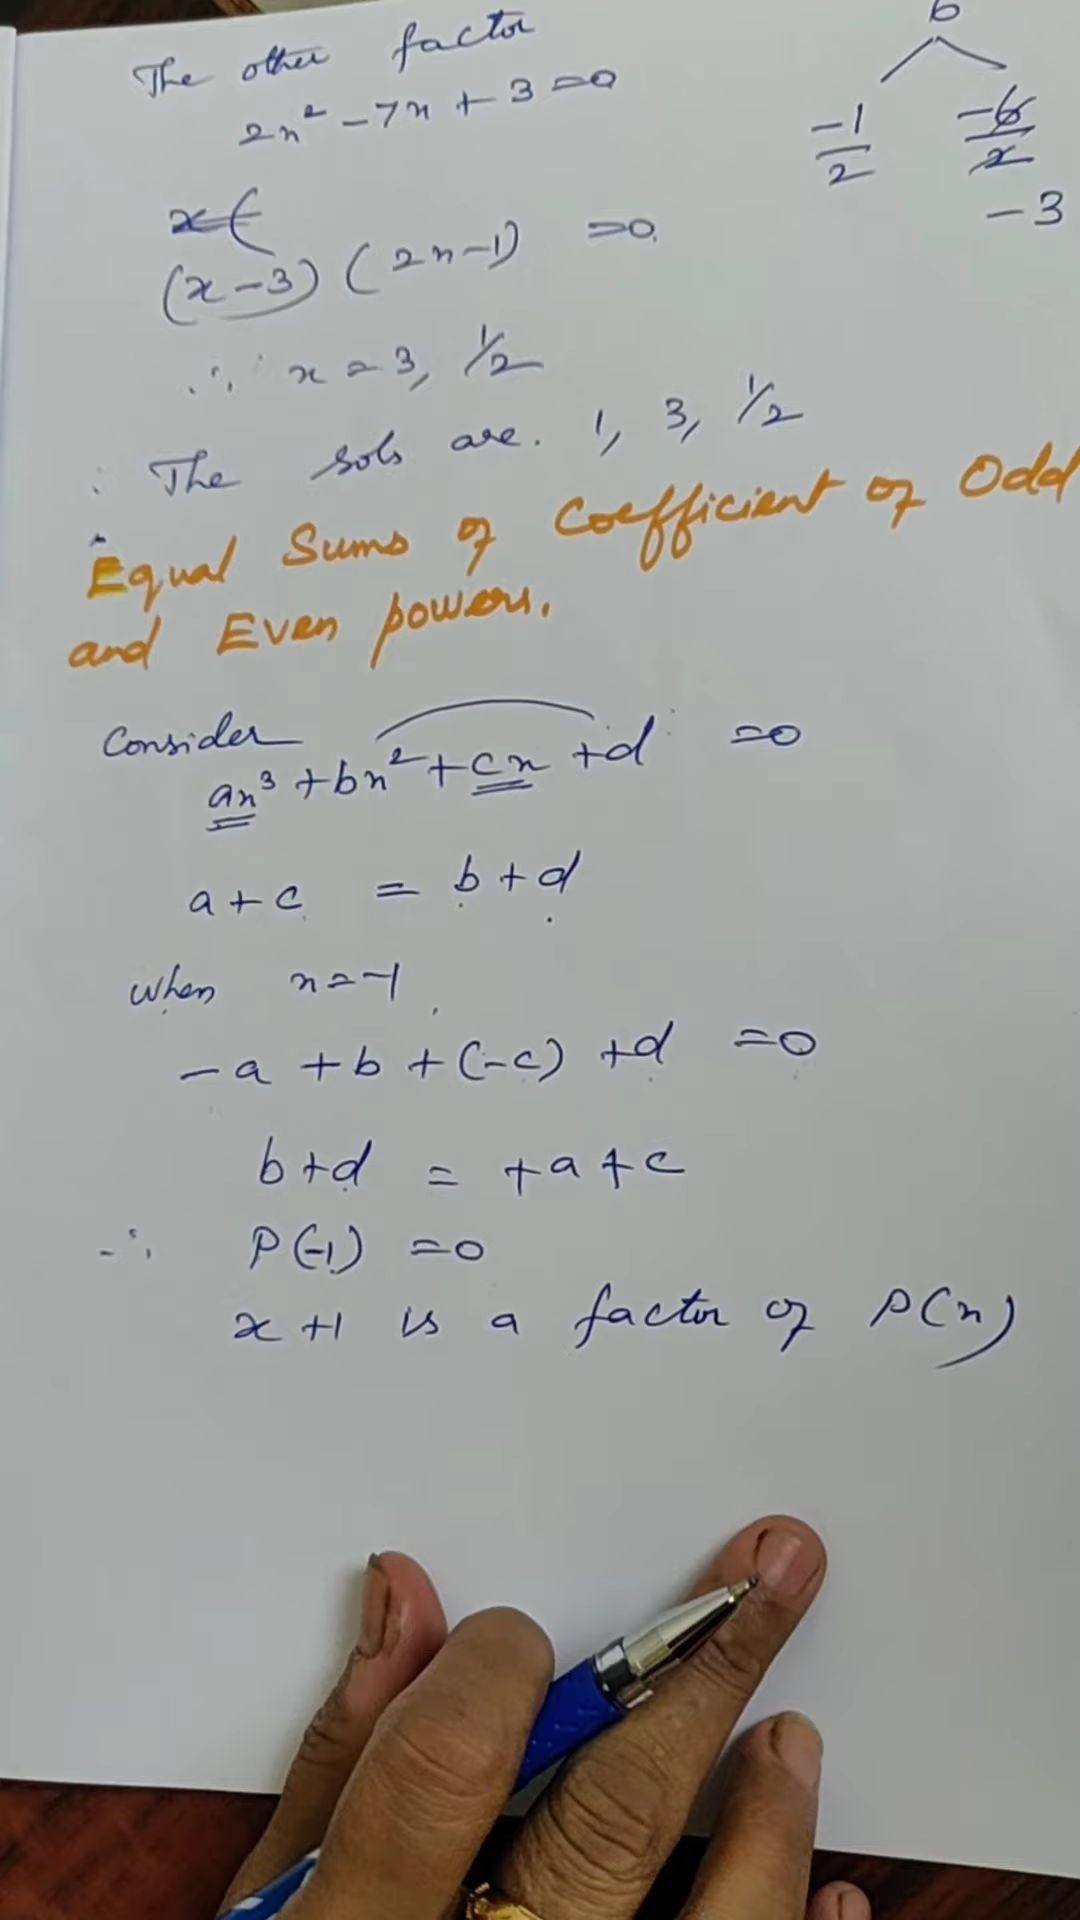 The other factor
2x² - 7x + 3 = 0
6
-1/2 -6/2
-3
x(
(x-3) (2x-1) = 0
∴ x = 3, 1/2
∴ The sols are. 1, 3, 1/2
Equal Sums of Coefficient of Odd
and Even powers.
Consider
ax³ + bx² + cx + d = 0
a + c = b + d
when x = -1
-a + b + (-c) + d = 0
b + d = +a + c
∴ P(-1) = 0
x + 1 is a factor of P(x)